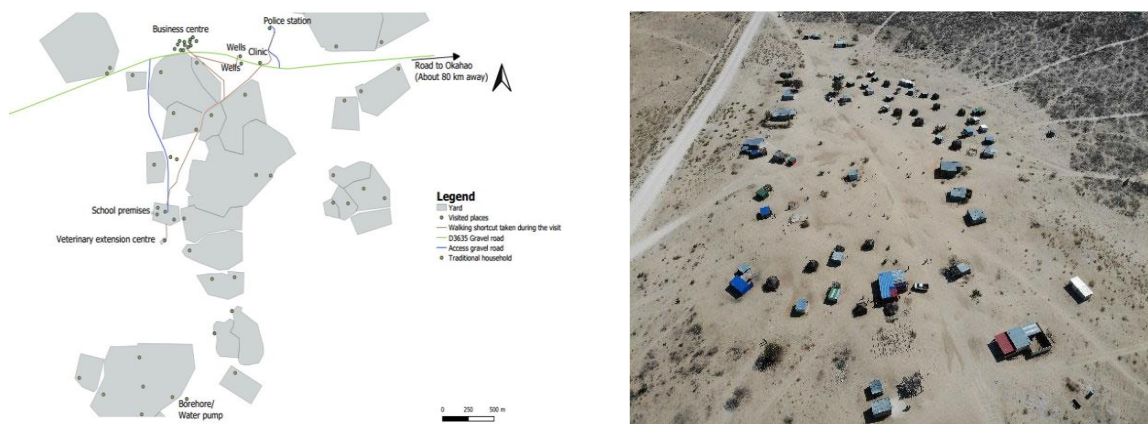 Police station
Business centre
Wells
Clinic
Wells
Road to Okahao
(About 80 km away)
School premises
Veterinary extension centre
Legend
Yard
Visited places
Walking shortcut taken during the visit
D3635 Gravel road
Access gravel road
Traditional household
Borehore/
Water pump
0 250 500 m